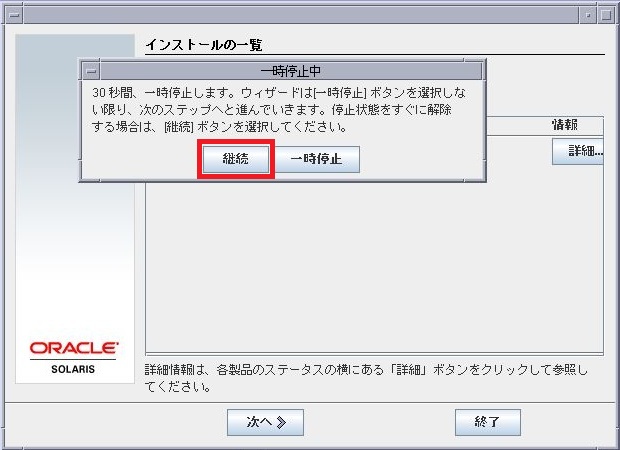 インストールの一覧
一時停止中
30 秒間、一時停止します。ウィザードは[一時停止] ボタンを選択しな
い限り、次のステップへと進んでいきます。停止状態をすぐに解除
する場合は、[継続] ボタンを選択してください。
継続 一時停止
情報
詳細...
ORACLE
SOLARIS
詳細情報は、各製品のステータスの横にある「詳細」ボタンをクリックして参照し
てください。
次へ 終了